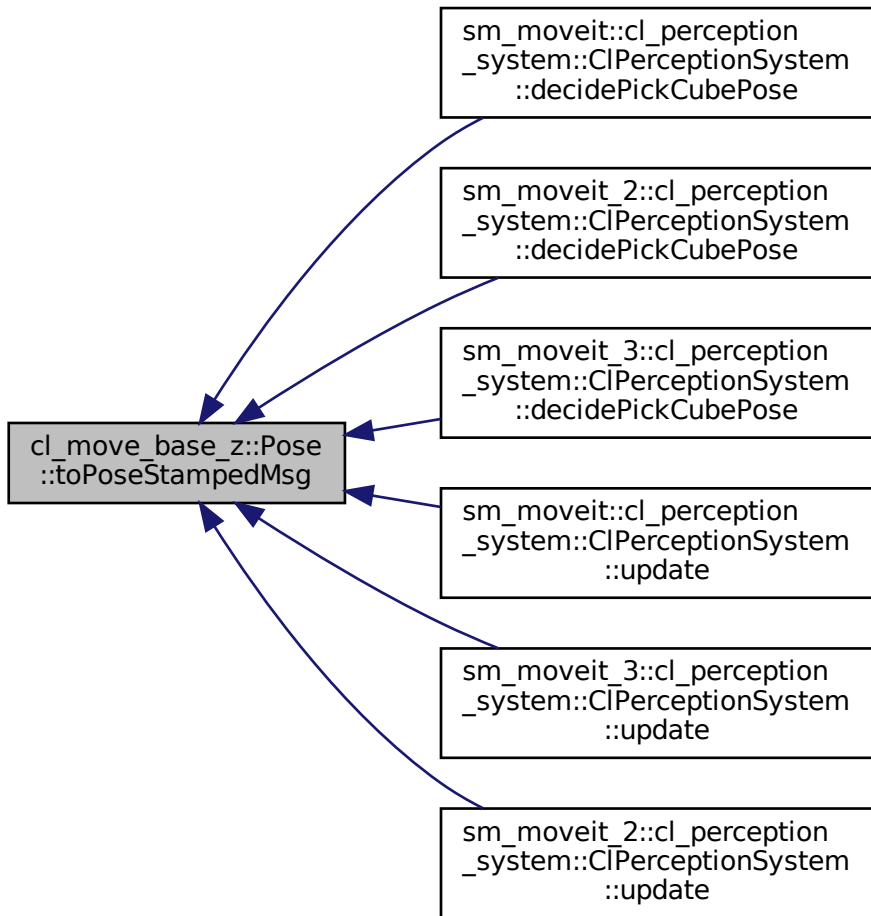 sm_moveit::cl_perception
_system::ClPerceptionSystem
::decidePickCubePose
sm_moveit_2::cl_perception
_system::ClPerceptionSystem
::decidePickCubePose
sm_moveit_3::cl_perception
_system::ClPerceptionSystem
::decidePickCubePose
cl_move_base_z::Pose
::toPoseStampedMsg
sm_moveit::cl_perception
_system::ClPerceptionSystem
::update
sm_moveit_3::cl_perception
_system::ClPerceptionSystem
::update
sm_moveit_2::cl_perception
_system::ClPerceptionSystem
::update